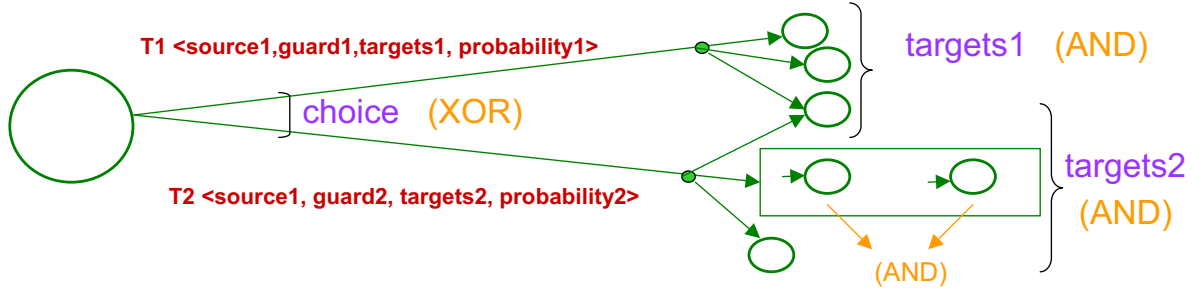 T1 <source1,guard1,targets1, probability1>
targets1 (AND)
choice (XOR)
targets2
(AND)
T2 <source1, guard2, targets2, probability2>
(AND)